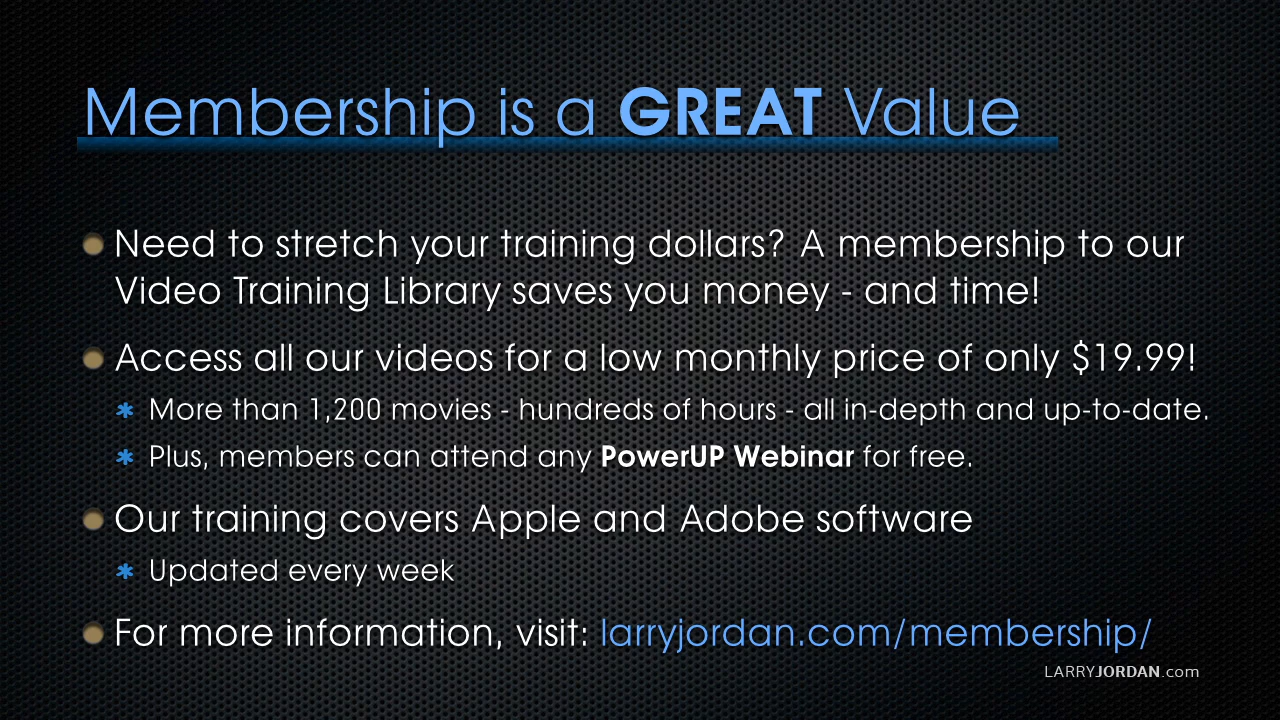 Membership is a GREAT Value
Need to stretch your training dollars? A membership to our
Video Training Library saves you money - and time!
Access all our videos for a low monthly price of only $19.99!
More than 1,200 movies - hundreds of hours - all in-depth and up-to-date.
Plus, members can attend any PowerUP Webinar for free.
Our training covers Apple and Adobe software
Updated every week
For more information, visit: larryjordan.com/membership/
LARRYJORDAN.com